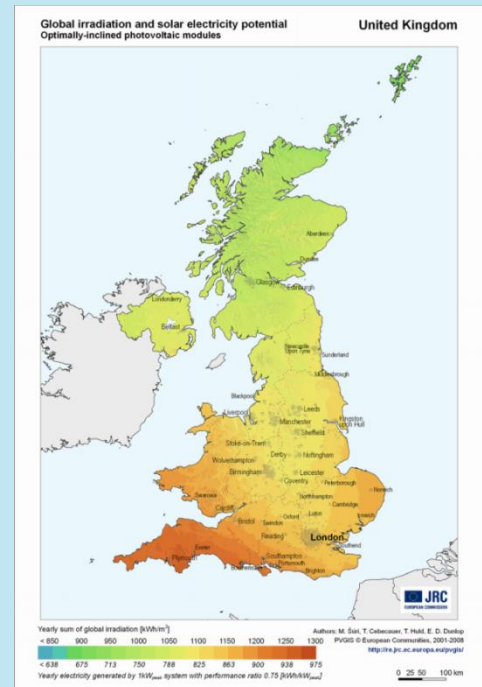 Global irradiation and solar electricity potential
Optimally-inclined photovoltaic modules
United Kingdom
Aberdeen
Dundee
Glasgow
Edinburgh
Londonderry
Belfast
Newcastle
Upon Tyne
Sunderland
Middlesbrough
Blackpool
Leeds
Liverpool
Manchester
Kingston
upon Hull
Sheffield
Stoke-on-Trent
Derby
Nottingham
Wolverhampton
Leicester
Peterborough
Norwich
Birmingham
Coventry
Northampton
Cambridge
Ipswich
Swansea
Cardiff
Bristol
Swindon
Oxford
Luton
London
Southend
Reading
Exeter
Southampton
Portsmouth
Brighton
Plymouth
JRC
EUROPEAN COMMISSION
Yearly sum of global irradiation [kWh/m²]
< 850 900 950 1000 1050 1100 1150 1200 1250 1300
< 638 675 713 750 788 825 863 900 938 975
Yearly electricity generated by 1kWpeak system with performance ratio 0.75 [kWh/kWpeak]
Authors: M. Šúri, T. Cebecauer, T. Huld, E. D. Dunlop
PVGIS © European Communities, 2001-2008
http://re.jrc.ec.europa.eu/pvgis/
0 25 50 100 km